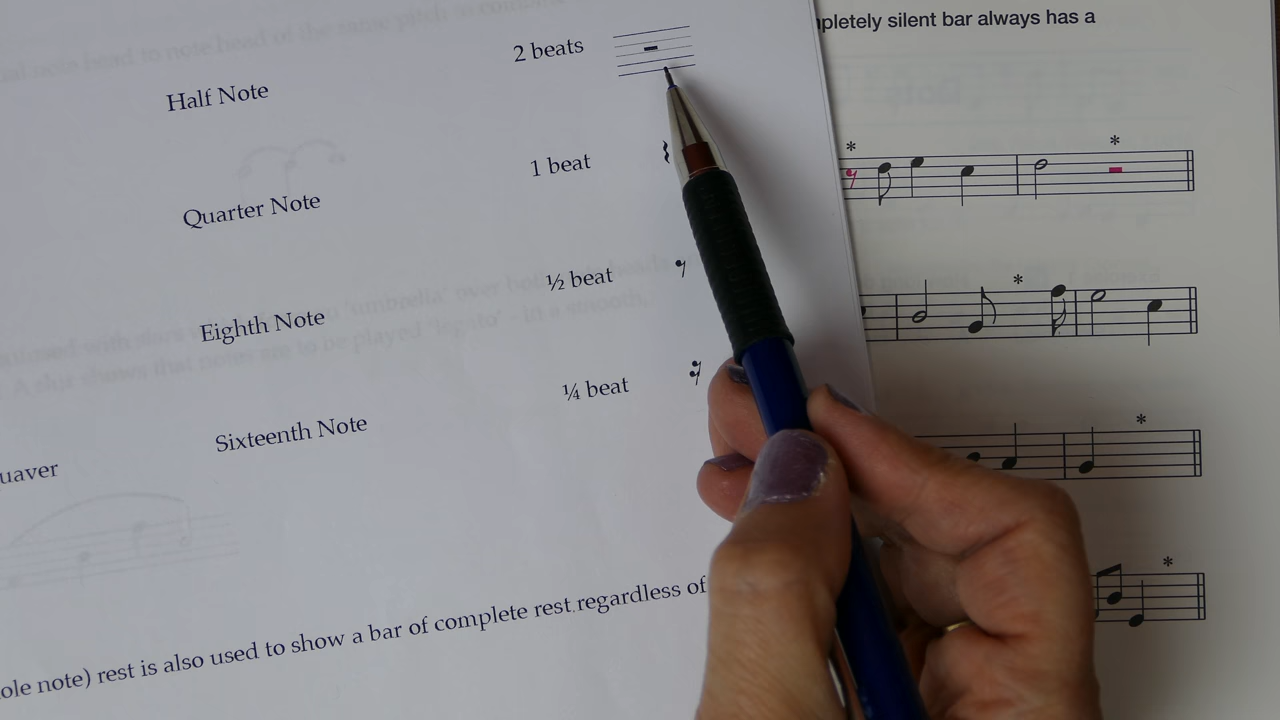 Half Note 2 beats
Quarter Note 1 beat
Eighth Note ½ beat
Sixteenth Note ¼ beat
uaver
ole note) rest is also used to show a bar of complete rest regardless of
pletely silent bar always has a
*
*
*
*
*